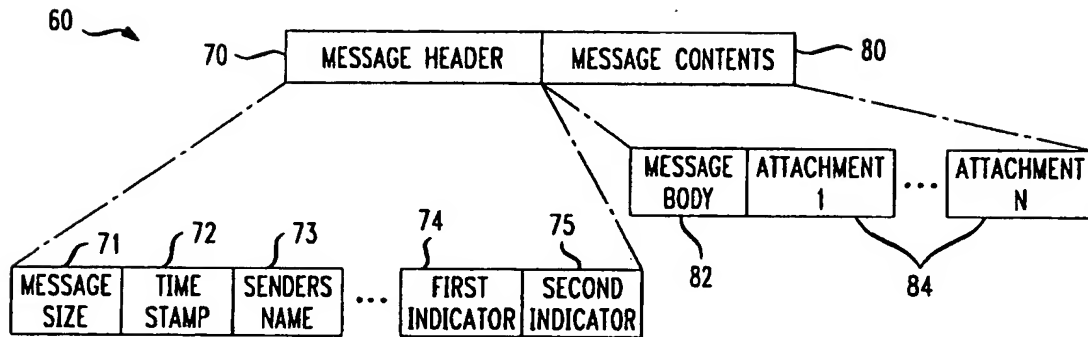 60
70 MESSAGE HEADER MESSAGE CONTENTS 80
MESSAGE BODY ATTACHMENT 1 ... ATTACHMENT N
82 84
71 72 73 74 75
MESSAGE SIZE TIME STAMP SENDERS NAME ... FIRST INDICATOR SECOND INDICATOR